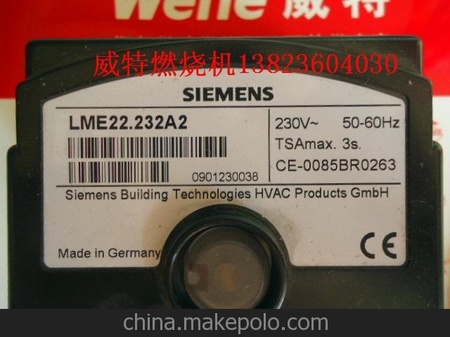 Weite 威特
威特燃烧机13823604030
SIEMENS
LME22.232A2
230V~ 50-60Hz
TSAmax. 3s.
0901230038
CE-0085BR0263
Siemens Building Technologies HVAC Products GmbH
Made in Germany
CE
china.makepolo.com